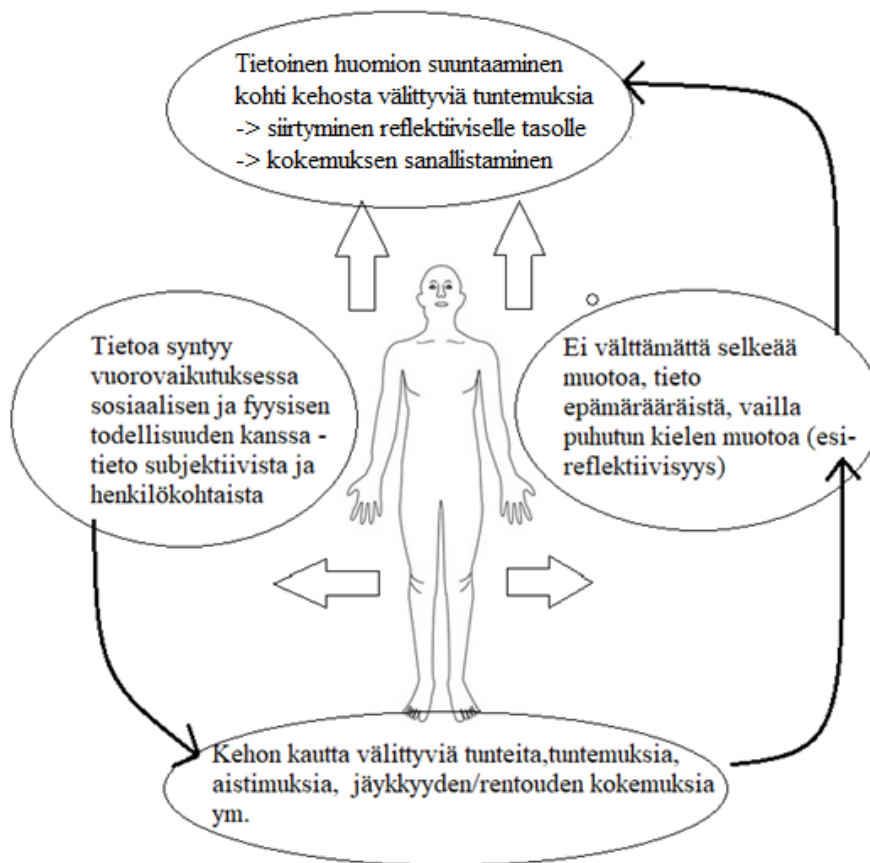 Tietoinen huomion suuntaaminen
kohti kehosta välittyviä tuntemuksia
-> siirtyminen reflektiiviselle tasolle
-> kokemuksen sanallistaminen
Tietoa syntyy
vuorovaikutuksessa
sosiaalisen ja fyysisen
todellisuuden kanssa -
tieto subjektiivista ja
henkilökohtaista
Ei välttämättä selkeää
muotoa, tieto
epämärääräistä, vailla
puhutun kielen muotoa (esi-
reflektiivisyys)
Kehon kautta välittyviä tunteita,tuntemuksia,
aistimuksia, jäykkyyden/rentouden kokemuksia
ym.